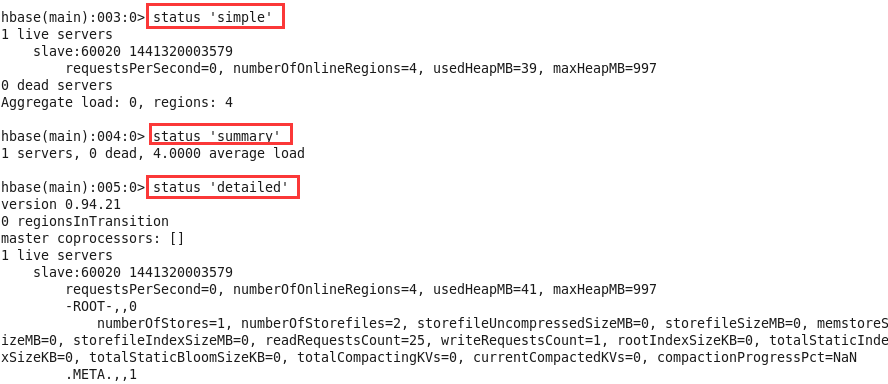 hbase(main):003:0> status 'simple'
1 live servers
slave:60020 1441320003579
requestsPerSecond=0, numberOfOnlineRegions=4, usedHeapMB=39, maxHeapMB=997
0 dead servers
Aggregate load: 0, regions: 4
hbase(main):004:0> status 'summary'
1 servers, 0 dead, 4.0000 average load
hbase(main):005:0> status 'detailed'
version 0.94.21
0 regionsInTransition
master coprocessors: []
1 live servers
slave:60020 1441320003579
requestsPerSecond=0, numberOfOnlineRegions=4, usedHeapMB=41, maxHeapMB=997
-ROOT-,,0
numberOfStores=1, numberOfStorefiles=2, storefileUncompressedSizeMB=0, storefileSizeMB=0, memstoreS
izeMB=0, storefileIndexSizeMB=0, readRequestsCount=25, writeRequestsCount=1, rootIndexSizeKB=0, totalStaticInde
xSizeKB=0, totalStaticBloomSizeKB=0, totalCompactingKVs=0, currentCompactedKVs=0, compactionProgressPct=NaN
.META.,,1